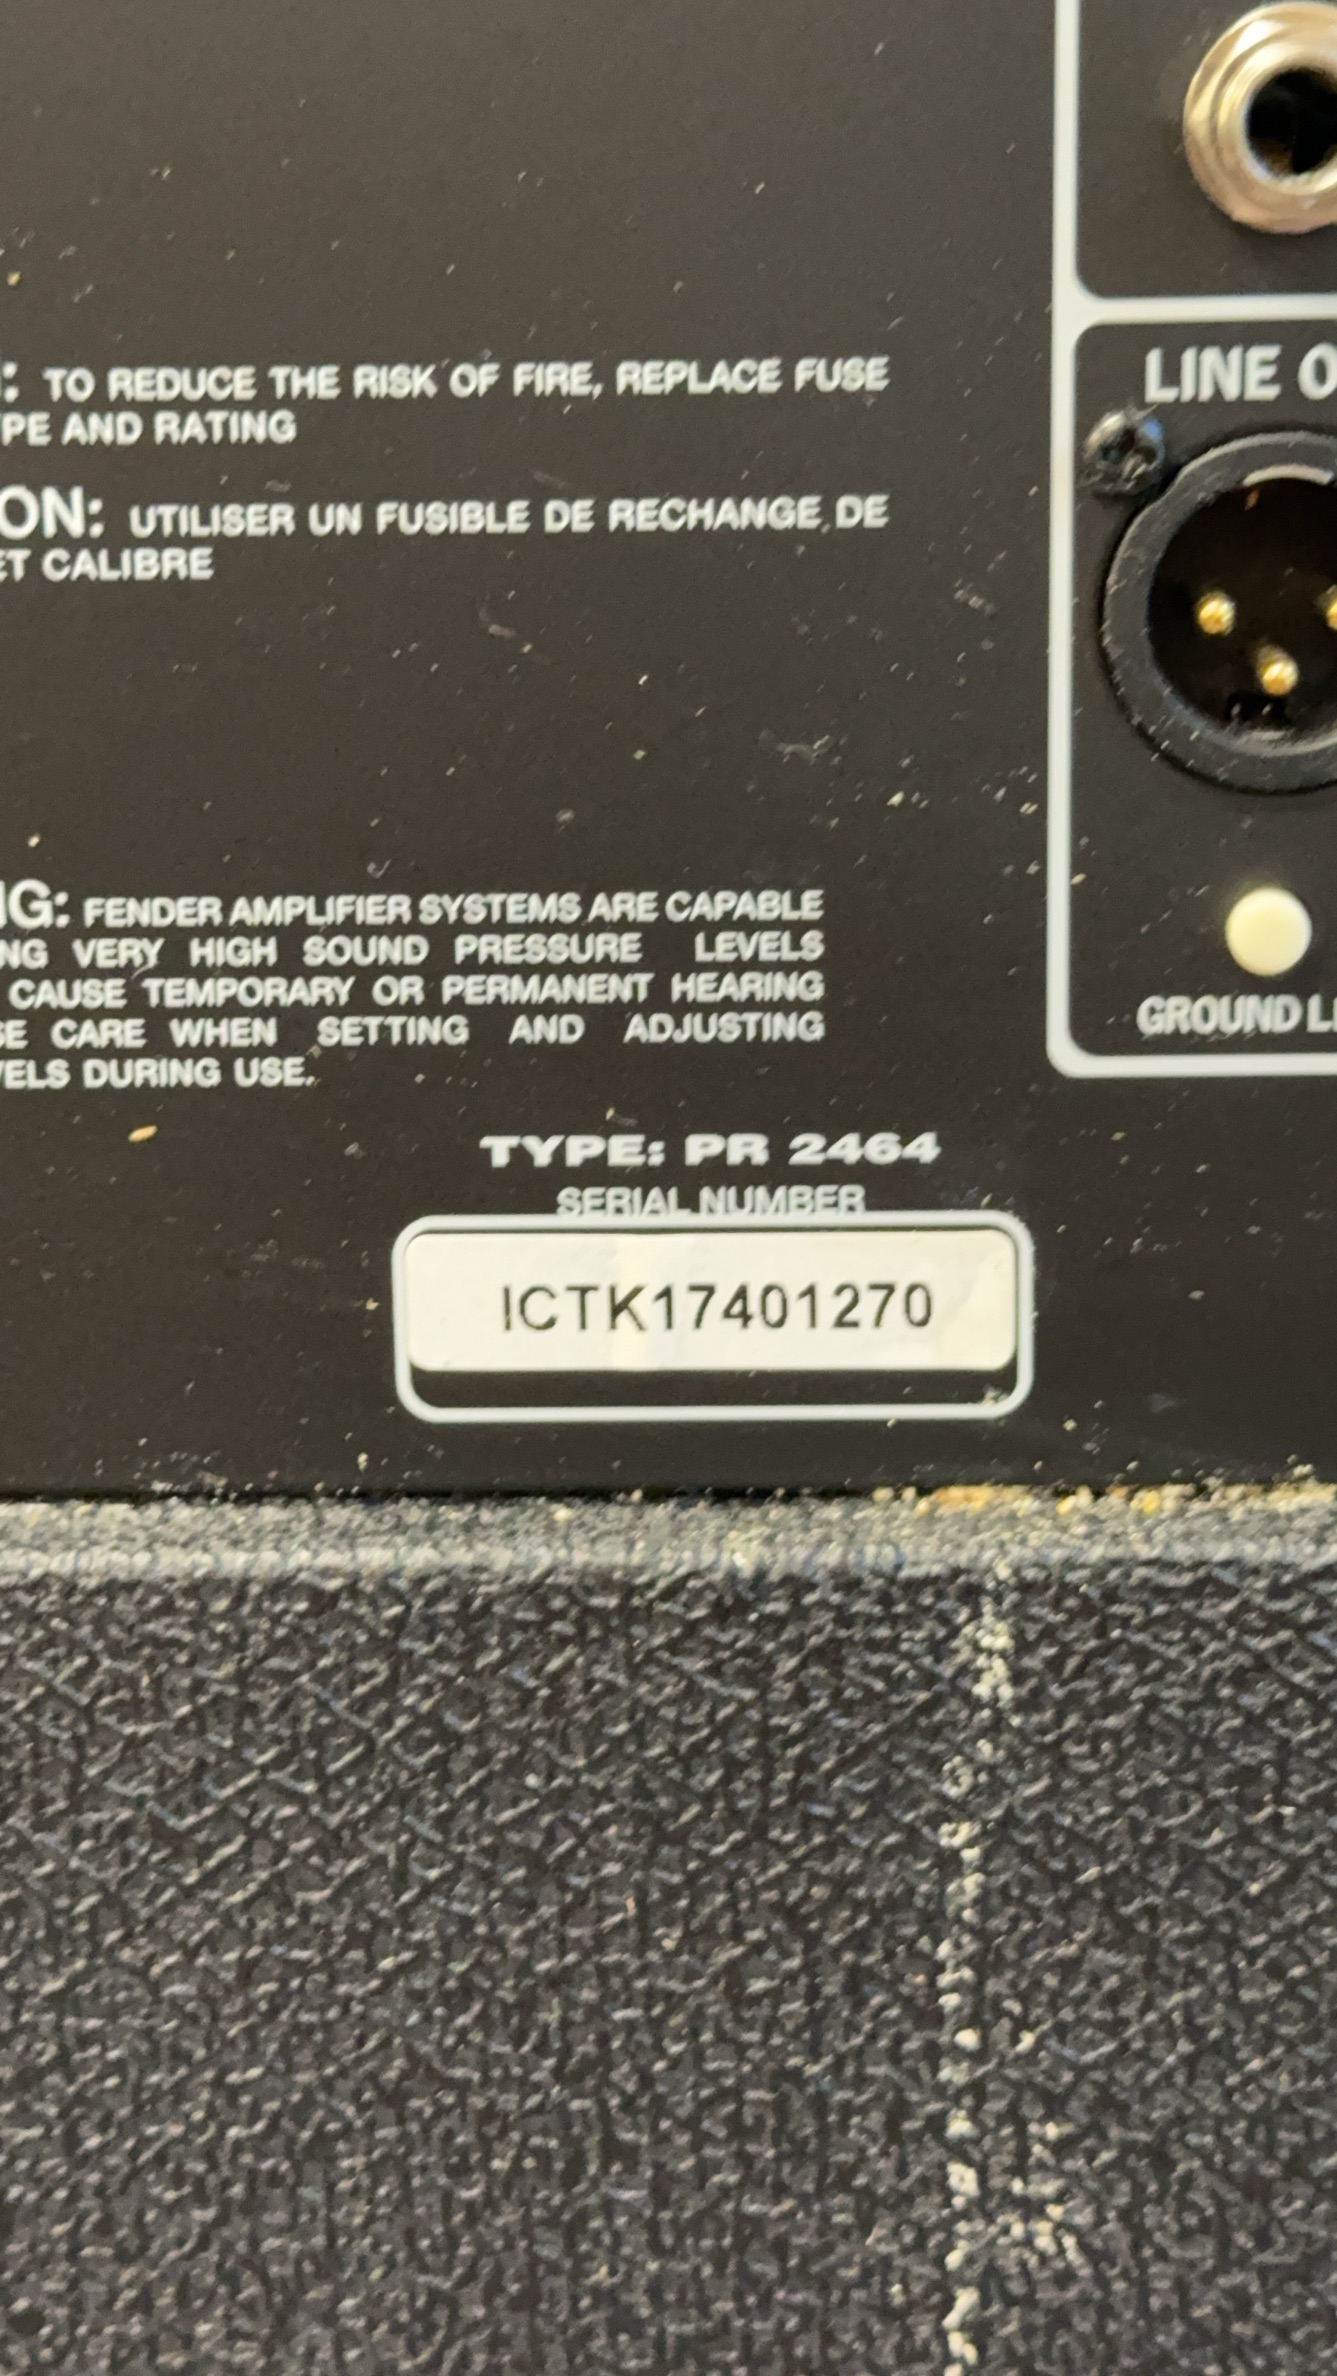 : TO REDUCE THE RISK OF FIRE, REPLACE FUSE
PE AND RATING
ON: UTILISER UN FUSIBLE DE RECHANGE DE
ET CALIBRE
LINE O
G: FENDER AMPLIFIER SYSTEMS ARE CAPABLE
NG VERY HIGH SOUND PRESSURE LEVELS
CAUSE TEMPORARY OR PERMANENT HEARING
SE CARE WHEN SETTING AND ADJUSTING
VELS DURING USE.
GROUND L
TYPE: PR 2464
SERIAL NUMBER
ICTK17401270